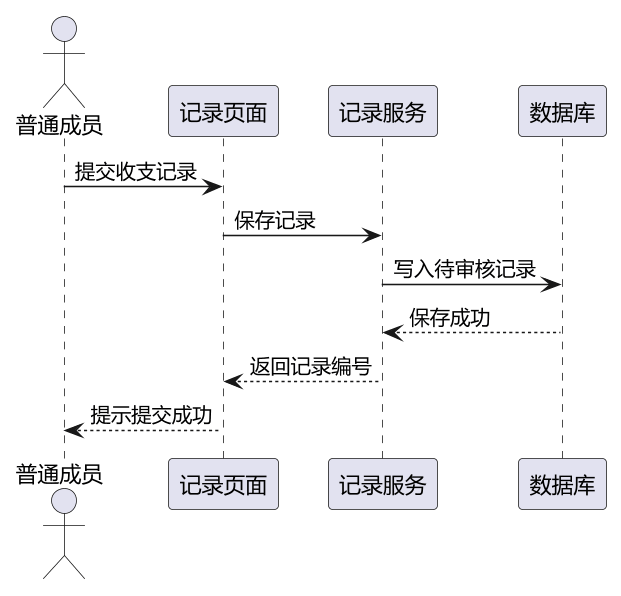 普通成员
记录页面
记录服务
数据库
提交收支记录
保存记录
写入待审核记录
保存成功
返回记录编号
提示提交成功
普通成员
记录页面
记录服务
数据库